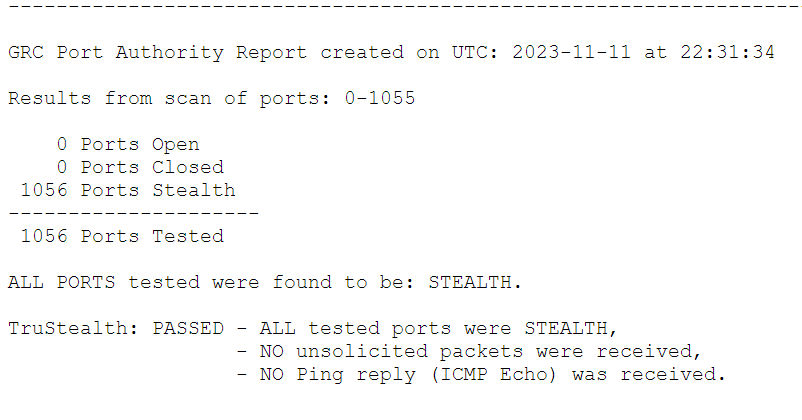 ----------------------------------------------------------------------
GRC Port Authority Report created on UTC: 2023-11-11 at 22:31:34
Results from scan of ports: 0-1055
0 Ports Open
0 Ports Closed
1056 Ports Stealth
---------------------
1056 Ports Tested
ALL PORTS tested were found to be: STEALTH.
TruStealth: PASSED - ALL tested ports were STEALTH,
- NO unsolicited packets were received,
- NO Ping reply (ICMP Echo) was received.